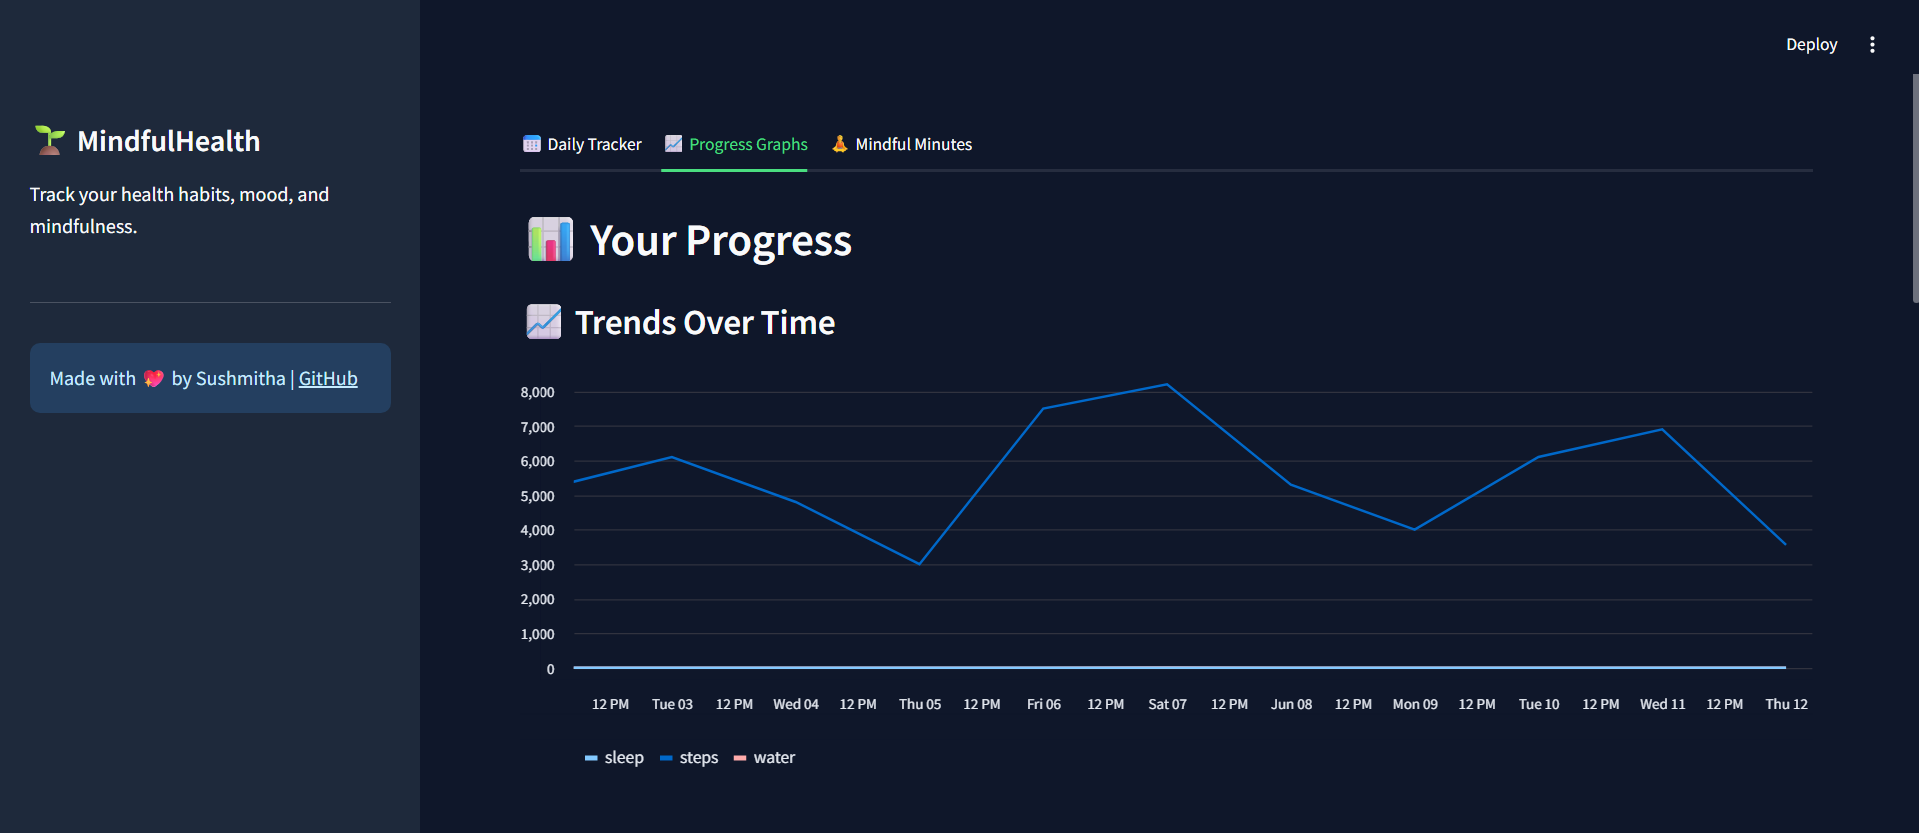 Deploy
MindfulHealth
Track your health habits, mood, and
mindfulness.
Made with 💖 by Sushmitha | GitHub
Daily Tracker Progress Graphs Mindful Minutes
Your Progress
Trends Over Time
8,000
7,000
6,000
5,000
4,000
3,000
2,000
1,000
0
12 PM Tue 03 12 PM Wed 04 12 PM Thu 05 12 PM Fri 06 12 PM Sat 07 12 PM Jun 08 12 PM Mon 09 12 PM Tue 10 12 PM Wed 11 12 PM Thu 12
sleep steps water